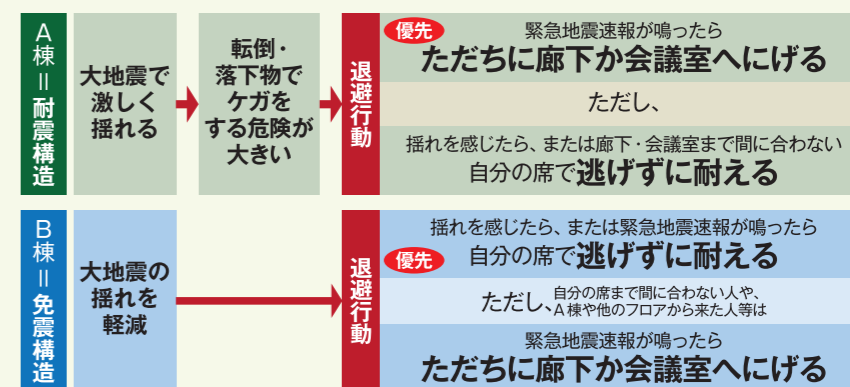 A棟＝耐震構造
大地震で
激しく
揺れる
転倒・
落下物で
ケガを
する危険が
大きい
退避行動
優先
緊急地震速報が鳴ったら
ただちに廊下か会議室へにげる
ただし、
揺れを感じたら、または廊下・会議室まで間に合わない
自分の席で逃げずに耐える
B棟＝免震構造
大地震の
揺れを
軽減
退避行動
揺れを感じたら、または緊急地震速報が鳴ったら
優先
自分の席で逃げずに耐える
ただし、自分の席まで間に合わない人や、
A棟や他のフロアから来た人等は
緊急地震速報が鳴ったら
ただちに廊下か会議室へにげる